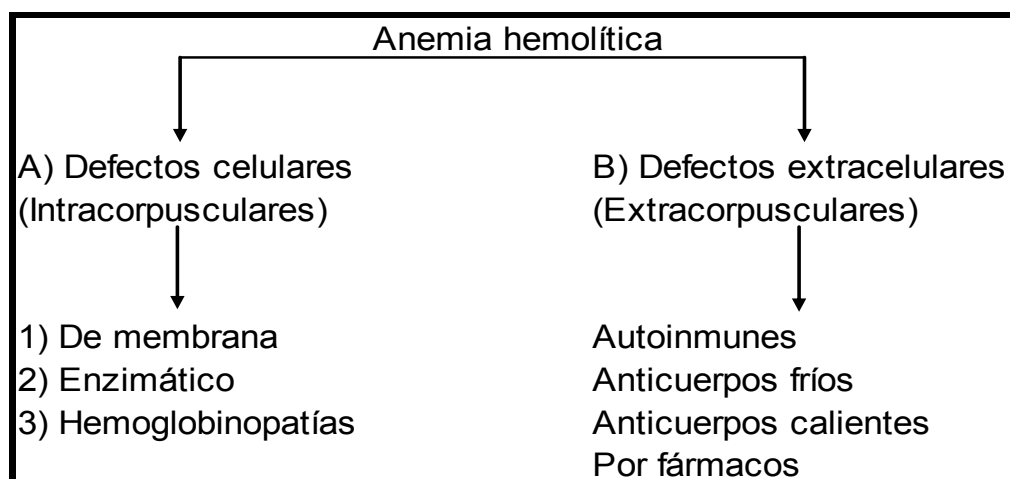 Anemia hemolítica
A) Defectos celulares
(Intracorpusculares)
1) De membrana
2) Enzimático
3) Hemoglobinopatías
B) Defectos extracelulares
(Extracorpusculares)
Autoinmunes
Anticuerpos fríos
Anticuerpos calientes
Por fármacos